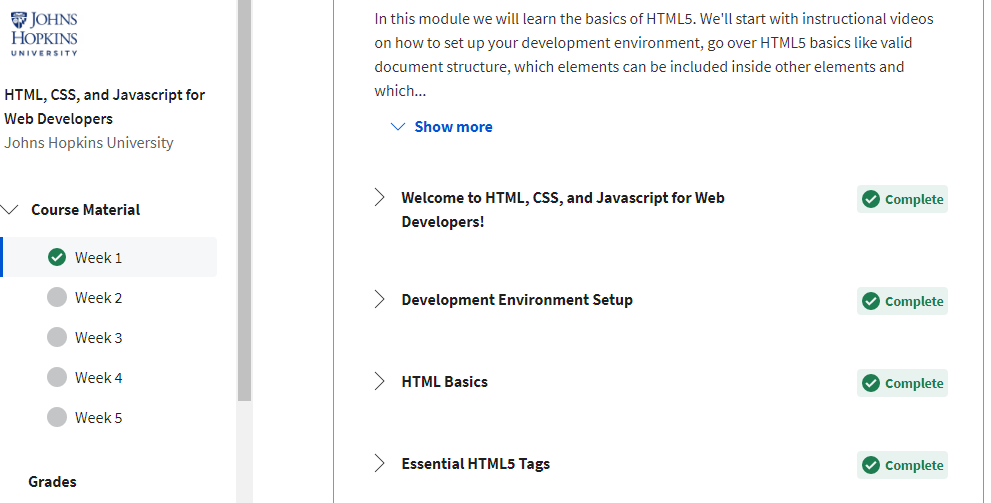 JOHNS
HOPKINS
UNIVERSITY
HTML, CSS, and Javascript for
Web Developers
Johns Hopkins University
Course Material
Week 1
Week 2
Week 3
Week 4
Week 5
Grades
In this module we will learn the basics of HTML5. We'll start with instructional videos
on how to set up your development environment, go over HTML5 basics like valid
document structure, which elements can be included inside other elements and
which...
Show more
Welcome to HTML, CSS, and Javascript for Web
Developers!
Complete
Development Environment Setup
Complete
HTML Basics
Complete
Essential HTML5 Tags
Complete